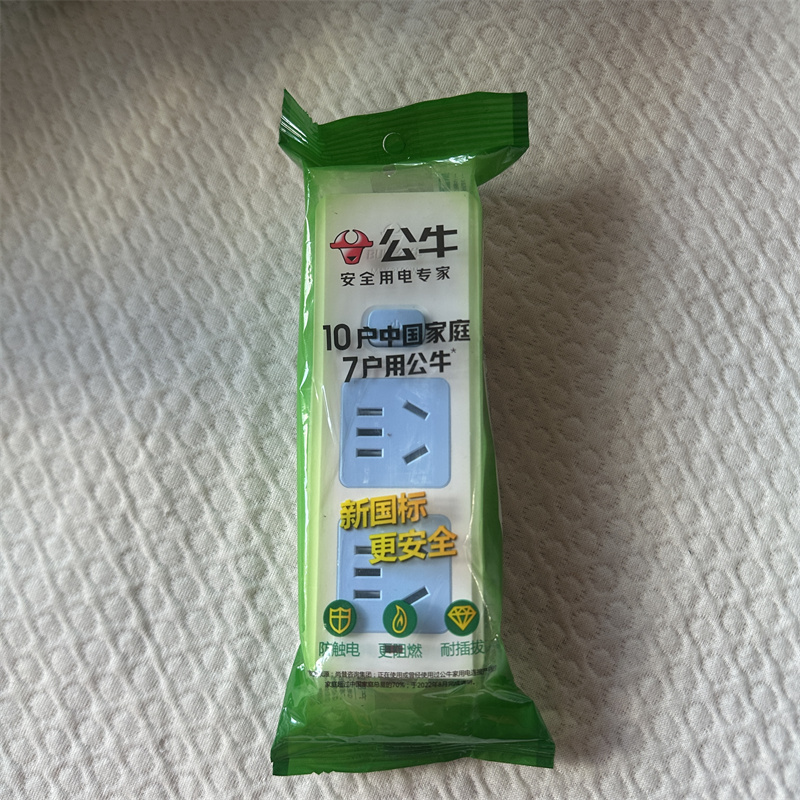 公牛
安全用电专家
10户中国家庭
7户用公牛*
新国标
更安全
防触电 更阻燃 耐插拔